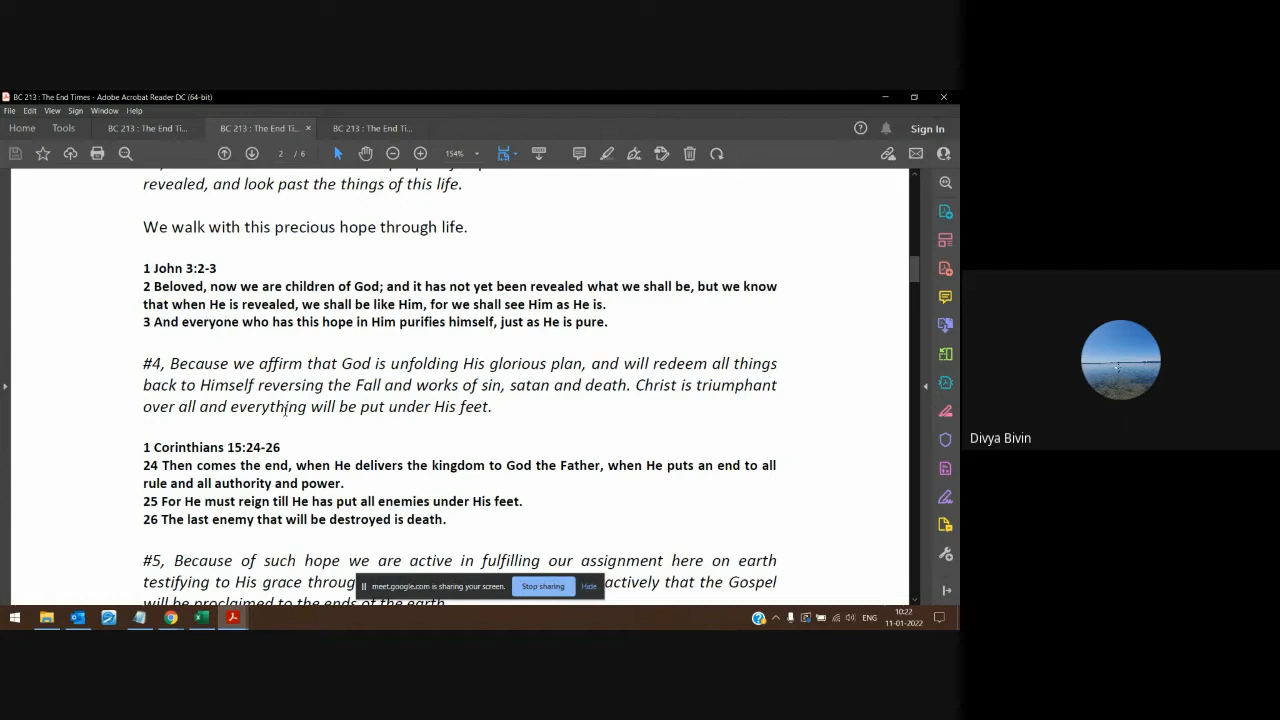 BC 213 : The End Times - Adobe Acrobat Reader DC (64-bit)
File Edit View Sign Window Help
Home Tools BC 213 : The End Ti... BC 213 : The End Ti... × BC 213 : The End Ti... Sign In
2 / 6 154%
revealed, and look past the things of this life.
We walk with this precious hope through life.
1 John 3:2-3
2 Beloved, now we are children of God; and it has not yet been revealed what we shall be, but we know
that when He is revealed, we shall be like Him, for we shall see Him as He is.
3 And everyone who has this hope in Him purifies himself, just as He is pure.
#4, Because we affirm that God is unfolding His glorious plan, and will redeem all things
back to Himself reversing the Fall and works of sin, satan and death. Christ is triumphant
over all and everything will be put under His feet.
Divya Bivin
1 Corinthians 15:24-26
24 Then comes the end, when He delivers the kingdom to God the Father, when He puts an end to all
rule and all authority and power.
25 For He must reign till He has put all enemies under His feet.
26 The last enemy that will be destroyed is death.
#5, Because of such hope we are active in fulfilling our assignment here on earth
testifying to His grace throug actively that the Gospel
meet.google.com is sharing your screen. Stop sharing Hide
will be proclaimed to the ends of the earth.
ENG 10:22
11-01-2022